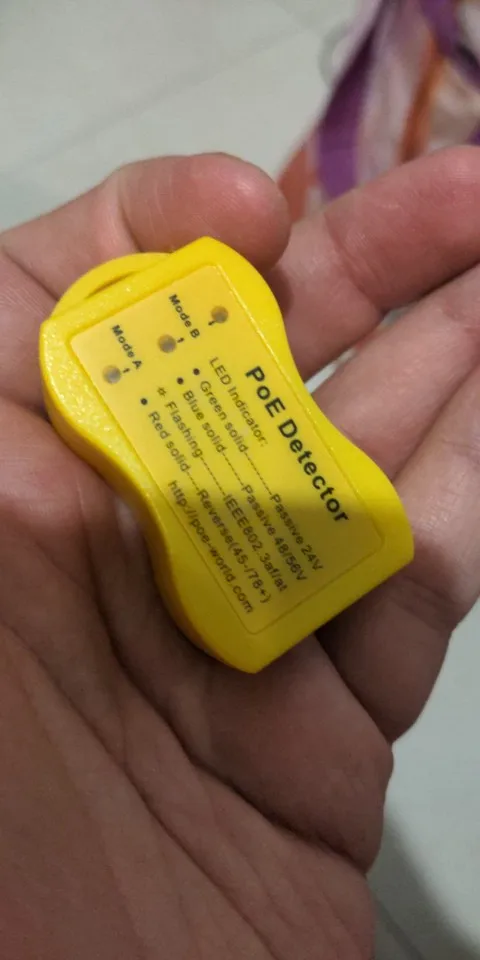 PoE Detector
LED Indicator:
• Green solid--------Passive 24V
• Blue solid-------Passive 48/56V
☼ Flashing--------IEEE802.3af/at
• Red solid----Reverse(45-/78+)
http://poe-world.com
Mode B
Mode A